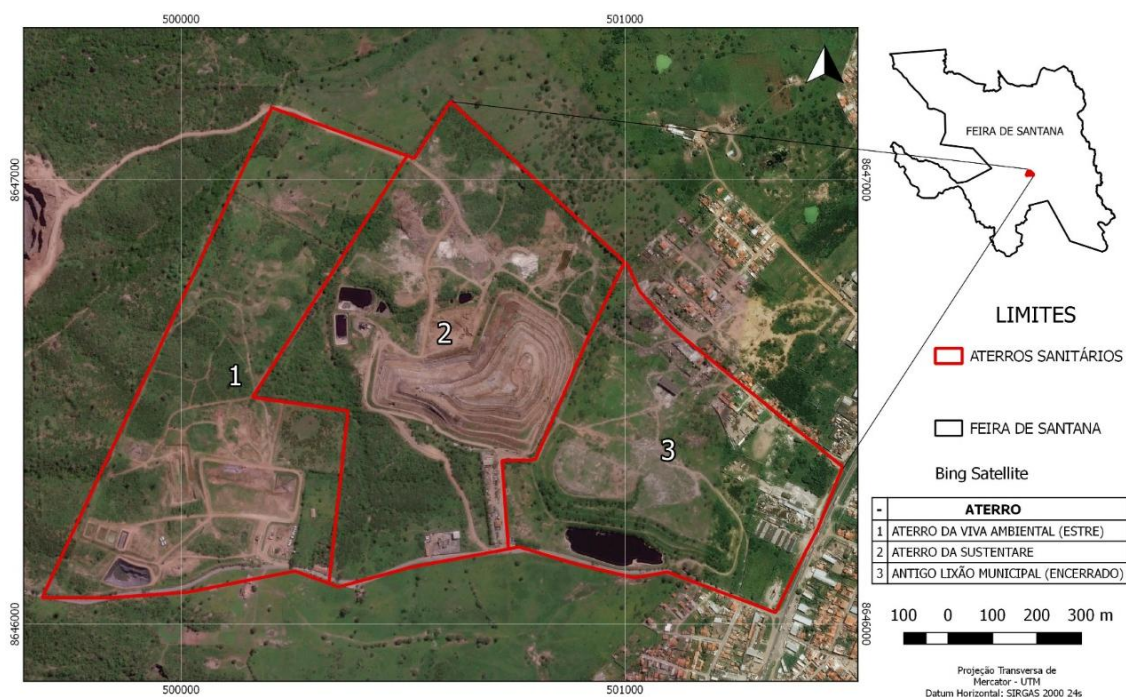 500000
501000
8647000
8647000
FEIRA DE SANTANA
1
2
3
8646000
8646000
500000
501000
LIMITES
ATERROS SANITÁRIOS
FEIRA DE SANTANA
Bing Satellite
- ATERRO
1 ATERRO DA VIVA AMBIENTAL (ESTRE)
2 ATERRO DA SUSTENTARE
3 ANTIGO LIXÃO MUNICIPAL (ENCERRADO)
100 0 100 200 300 m
Projeção Transversa de
Mercator - UTM
Datum Horizontal: SIRGAS 2000 24s